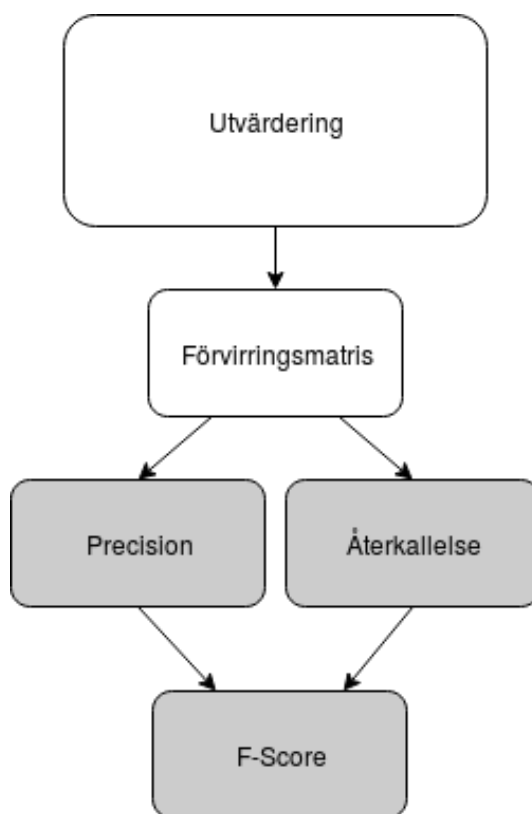 Utvärdering
Förvirringsmatris
Precision
Återkallelse
F-Score